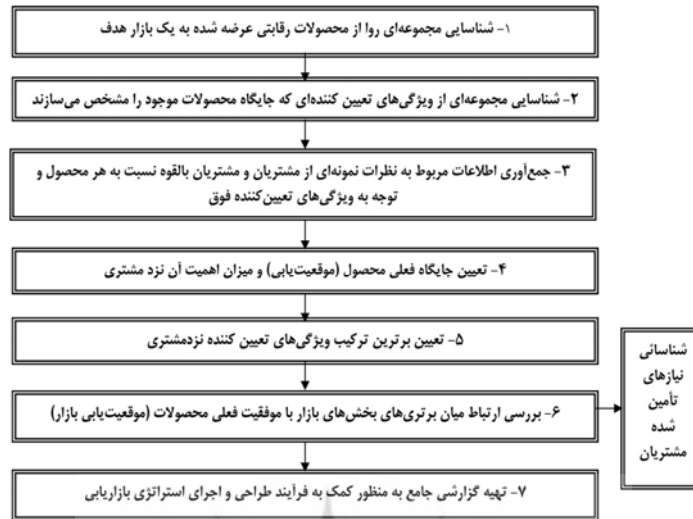 ۱- شناسایی مجموعه‌ای روا از محصولات رقابتی عرضه شده به یک بازار هدف
۲- شناسایی مجموعه‌ای از ویژگی‌های تعیین کننده‌ای که جایگاه محصولات موجود را مشخص می‌سازند
۳- جمع‌آوری اطلاعات مربوط به نظرات نمونه‌ای از مشتریان و مشتریان بالقوه نسبت به هر محصول و
توجه به ویژگی‌های تعیین‌کننده فوق
۴- تعیین جایگاه فعلی محصول (موقعیت‌یابی) و میزان اهمیت آن نزد مشتری
۵- تعیین برترین ترکیب ویژگی‌های تعیین کننده نزدمشتری
۶- بررسی ارتباط میان برتری‌های بخش‌های بازار با موفقیت فعلی محصولات (موقعیت‌یابی بازار)
شناسائی
نیازهای
تأمین
شده
مشتریان
۷- تهیه گزارشی جامع به منظور کمک به فرآیند طراحی و اجرای استراتژی بازاریابی